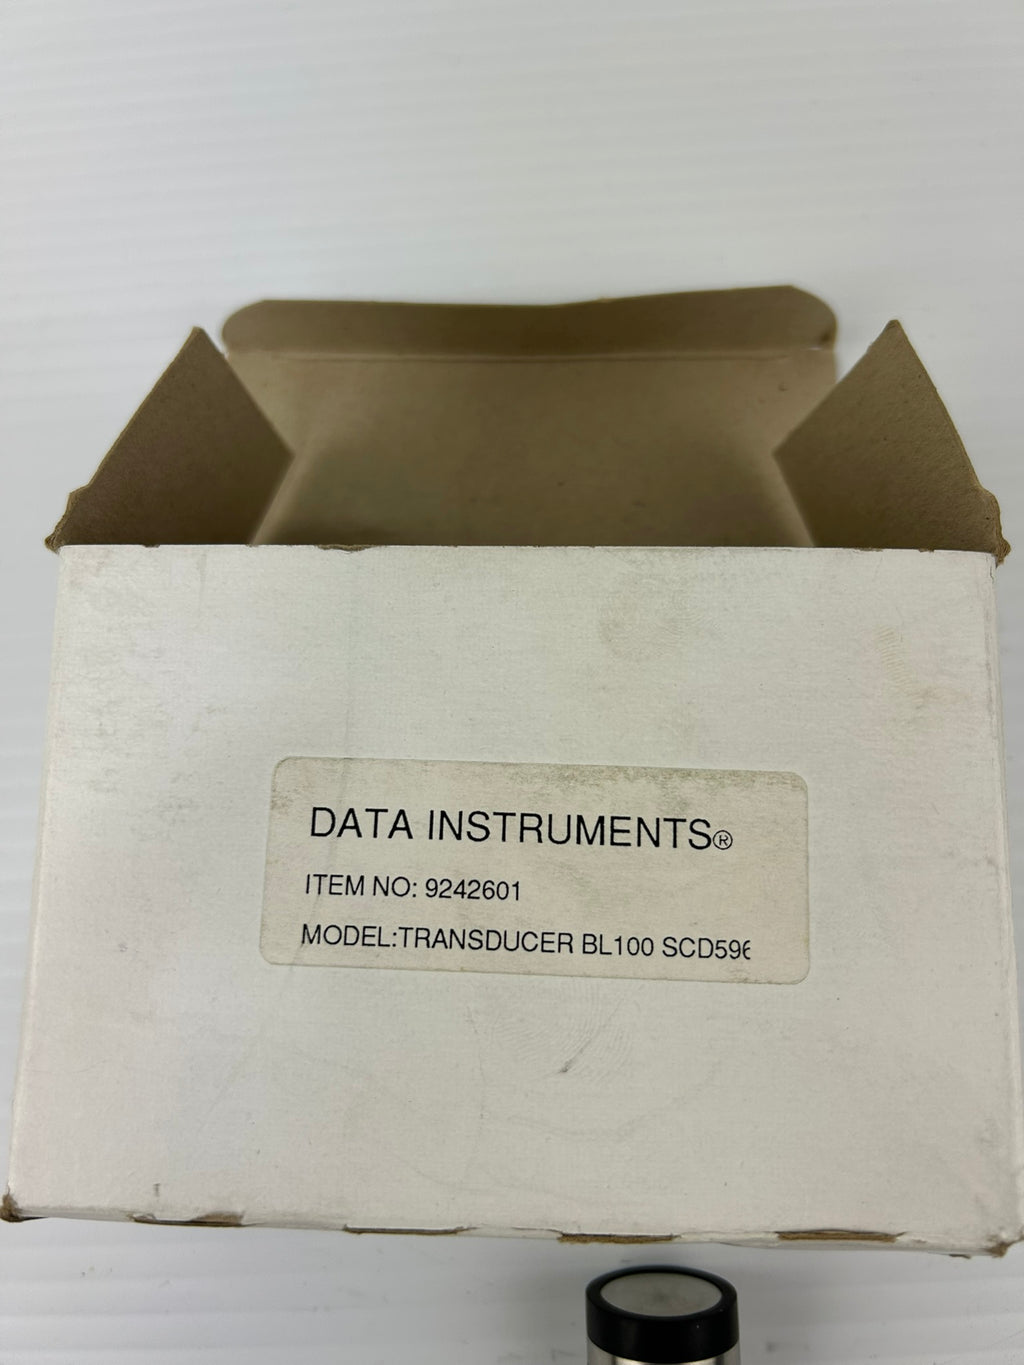 DATA INSTRUMENTS®
ITEM NO: 9242601
MODEL:TRANSDUCER BL100 SCD596